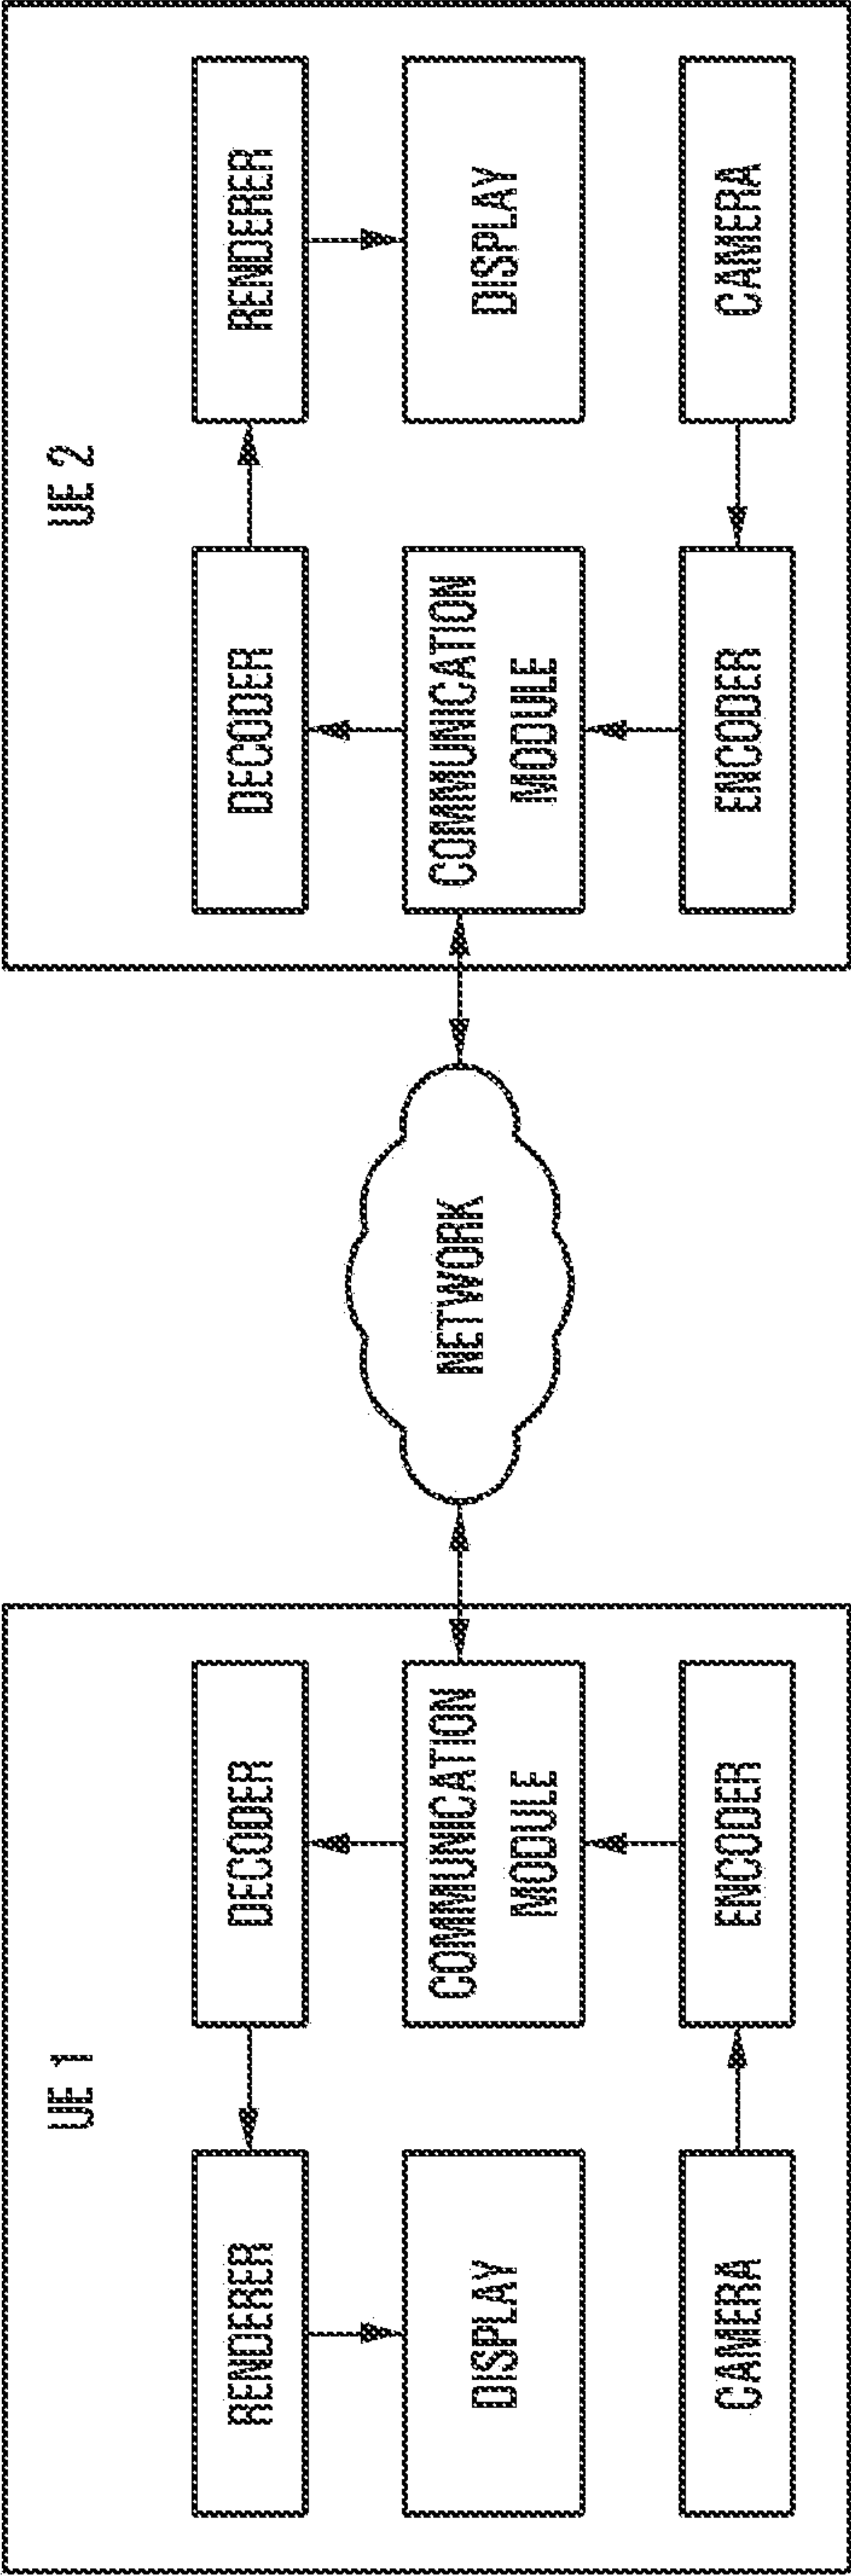 UE 1
RENDERER
DECODER
DISPLAY
COMMUNICATION
MODULE
CAMERA
ENCODER
NETWORK
UE 2
DECODER
RENDERER
COMMUNICATION
MODULE
DISPLAY
ENCODER
CAMERA